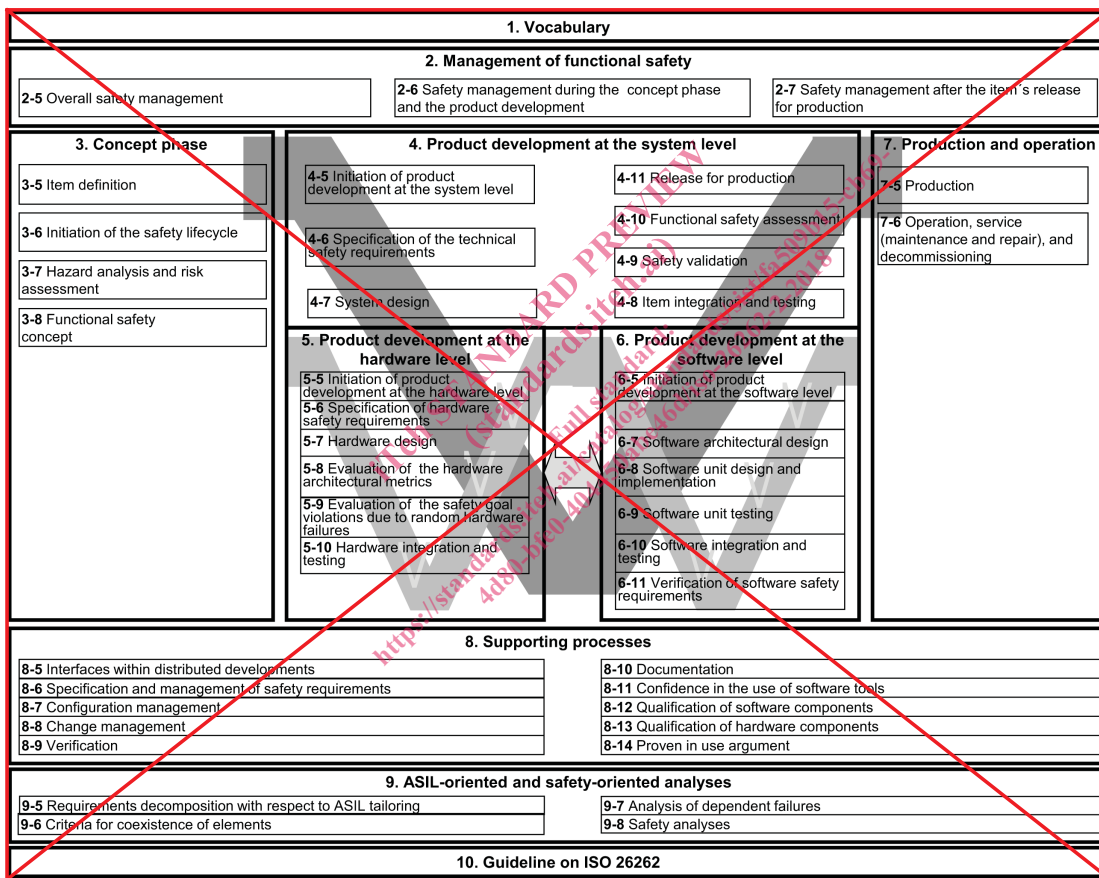 1. Vocabulary
2. Management of functional safety
2-5 Overall safety management
2-6 Safety management during the concept phase
and the product development
2-7 Safety management after the item´s release
for production
3. Concept phase
3-5 Item definition
3-6 Initiation of the safety lifecycle
3-7 Hazard analysis and risk
assessment
3-8 Functional safety
concept
4. Product development at the system level
4-5 Initiation of product
development at the system level
4-6 Specification of the technical
safety requirements
4-7 System design
4-11 Release for production
4-10 Functional safety assessment
4-9 Safety validation
4-8 Item integration and testing
7. Production and operation
7-5 Production
7-6 Operation, service
(maintenance and repair), and
decommissioning
5. Product development at the
hardware level
5-5 Initiation of product
development at the hardware level
5-6 Specification of hardware
safety requirements
5-7 Hardware design
5-8 Evaluation of the hardware
architectural metrics
5-9 Evaluation of the safety goal
violations due to random hardware
failures
5-10 Hardware integration and
testing
6. Product development at the
software level
6-5 Initiation of product
development at the software level
6-7 Software architectural design
6-8 Software unit design and
implementation
6-9 Software unit testing
6-10 Software integration and
testing
6-11 Verification of software safety
requirements
8. Supporting processes
8-5 Interfaces within distributed developments
8-6 Specification and management of safety requirements
8-7 Configuration management
8-8 Change management
8-9 Verification
8-10 Documentation
8-11 Confidence in the use of software tools
8-12 Qualification of software components
8-13 Qualification of hardware components
8-14 Proven in use argument
9. ASIL-oriented and safety-oriented analyses
9-5 Requirements decomposition with respect to ASIL tailoring
9-6 Criteria for coexistence of elements
9-7 Analysis of dependent failures
9-8 Safety analyses
10. Guideline on ISO 26262
iTeh STANDARD PREVIEW
(standards.iteh.ai)
Full standard: